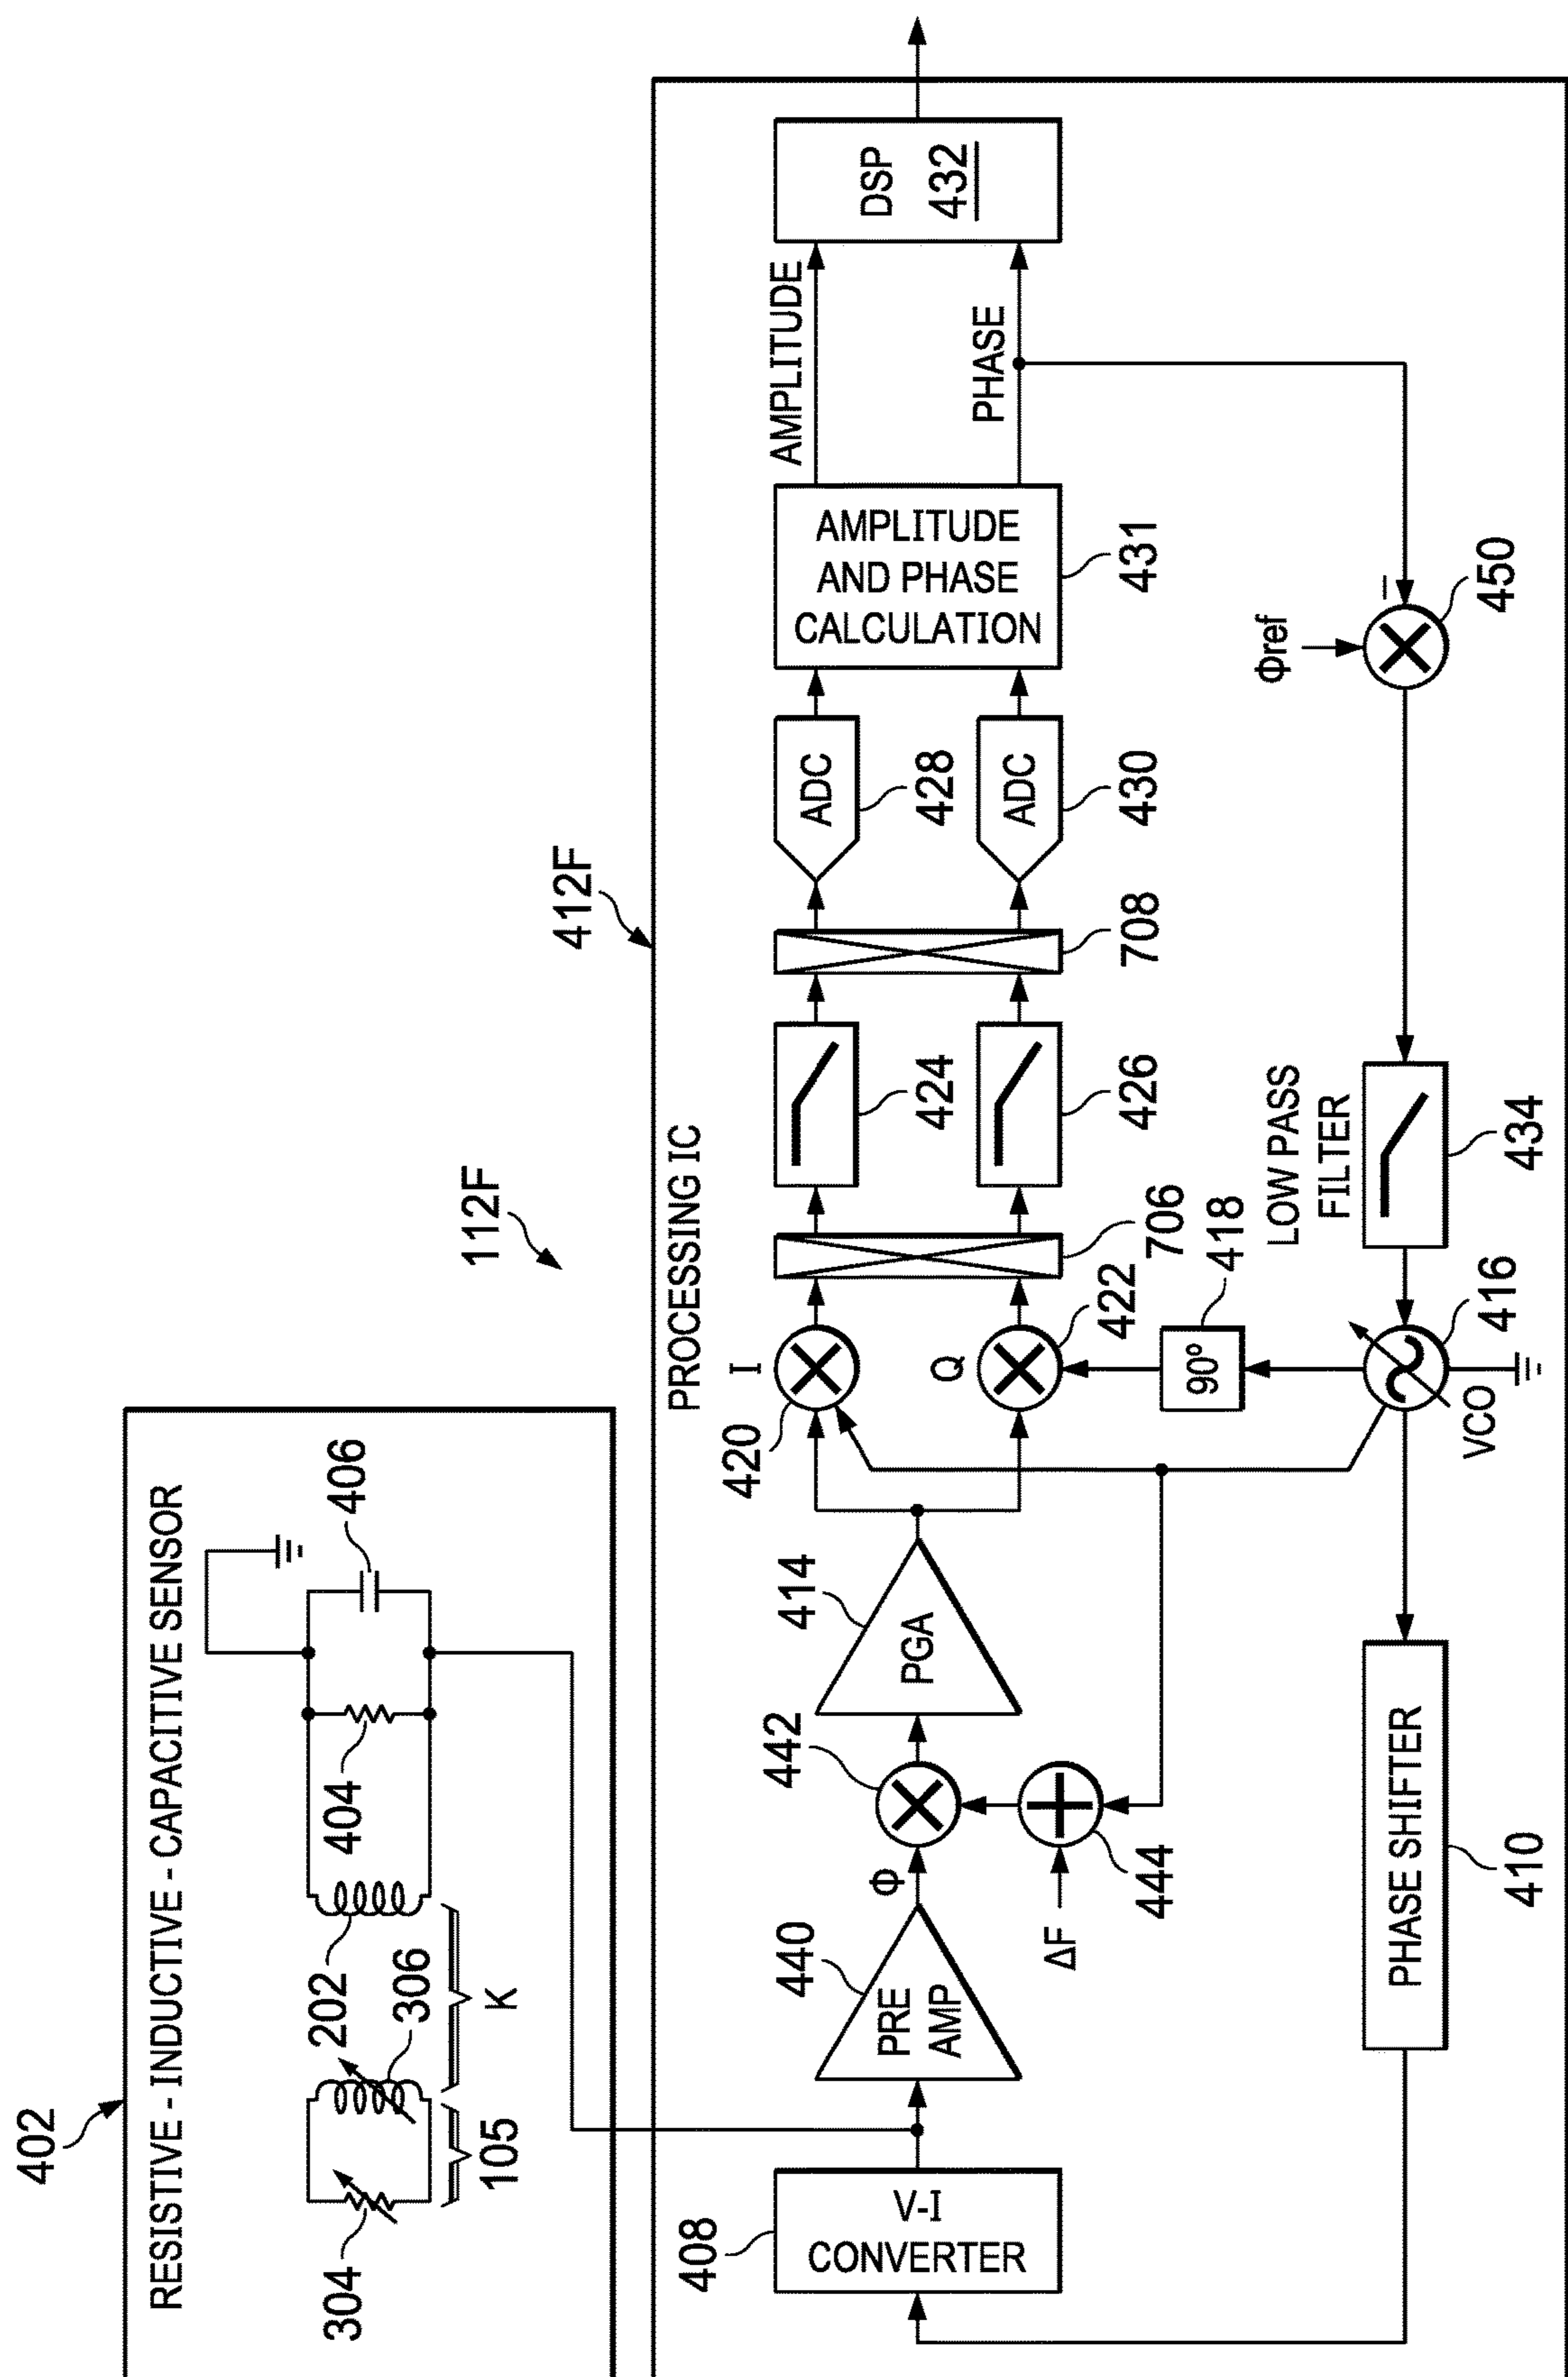 112F
402
RESISTIVE - INDUCTIVE - CAPACITIVE SENSOR
304
105
306
202
K
404
406
412F
PROCESSING IC
408
V-I
CONVERTER
440
PRE
AMP
Φ
442
ΔF
444
414
PGA
420
I
Q
422
90°
418
706
424
426
708
ADC
428
ADC
430
AMPLITUDE
AND PHASE
CALCULATION
431
AMPLITUDE
PHASE
DSP
432
PHASE SHIFTER
410
VCO
416
LOW PASS
FILTER
434
Φref
–
450